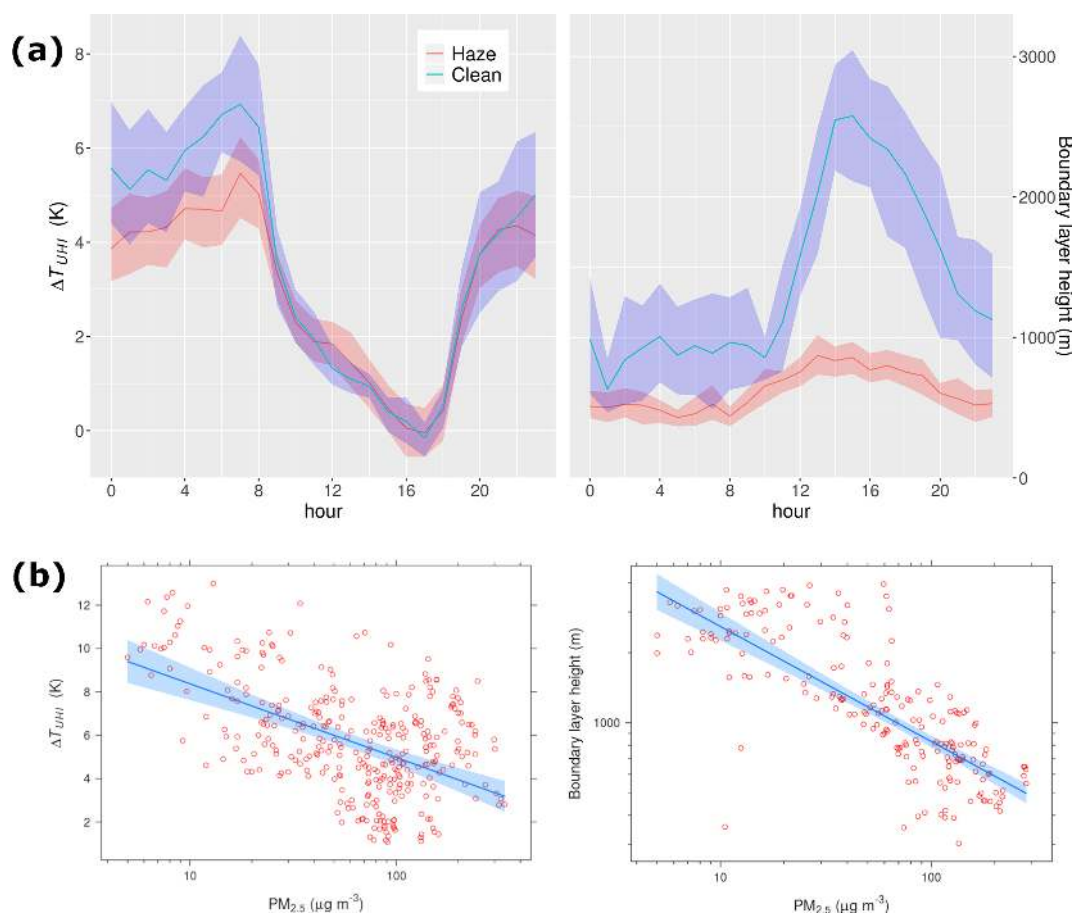 (a)
Haze
Clean
8
6
4
2
0
ΔT_UHI (K)
0
4
8
12
16
20
hour
3000
2000
1000
0
Boundary layer height (m)
0
4
8
12
16
20
hour
(b)
12
10
8
6
4
2
ΔT_UHI (K)
10
100
PM2.5 (μg m⁻³)
1000
Boundary layer height (m)
10
100
PM2.5 (μg m⁻³)